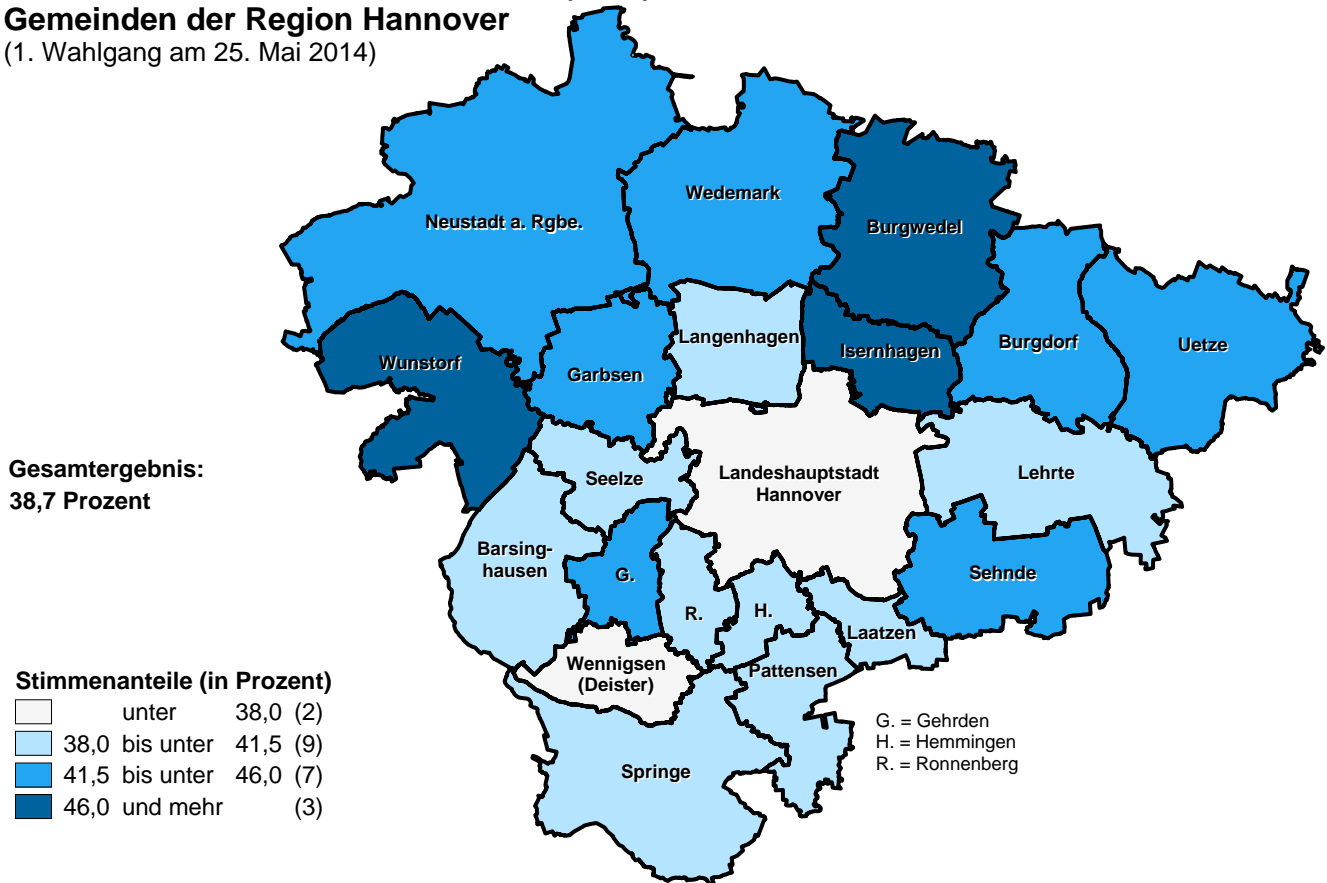 Gemeinden der Region Hannover
(1. Wahlgang am 25. Mai 2014)
Wedemark
Neustadt a. Rgbe.
Burgwedel
Langenhagen
Isernhagen
Burgdorf
Uetze
Wunstorf
Garbsen
Gesamtergebnis:
38,7 Prozent
Seelze
Landeshauptstadt
Hannover
Lehrte
Barsing-
hausen
G.
Sehnde
R.
H.
Laatzen
Wennigsen
(Deister)
Pattensen
Springe
Stimmenanteile (in Prozent)
unter 38,0 (2)
38,0 bis unter 41,5 (9)
41,5 bis unter 46,0 (7)
46,0 und mehr (3)
G. = Gehrden
H. = Hemmingen
R. = Ronnenberg